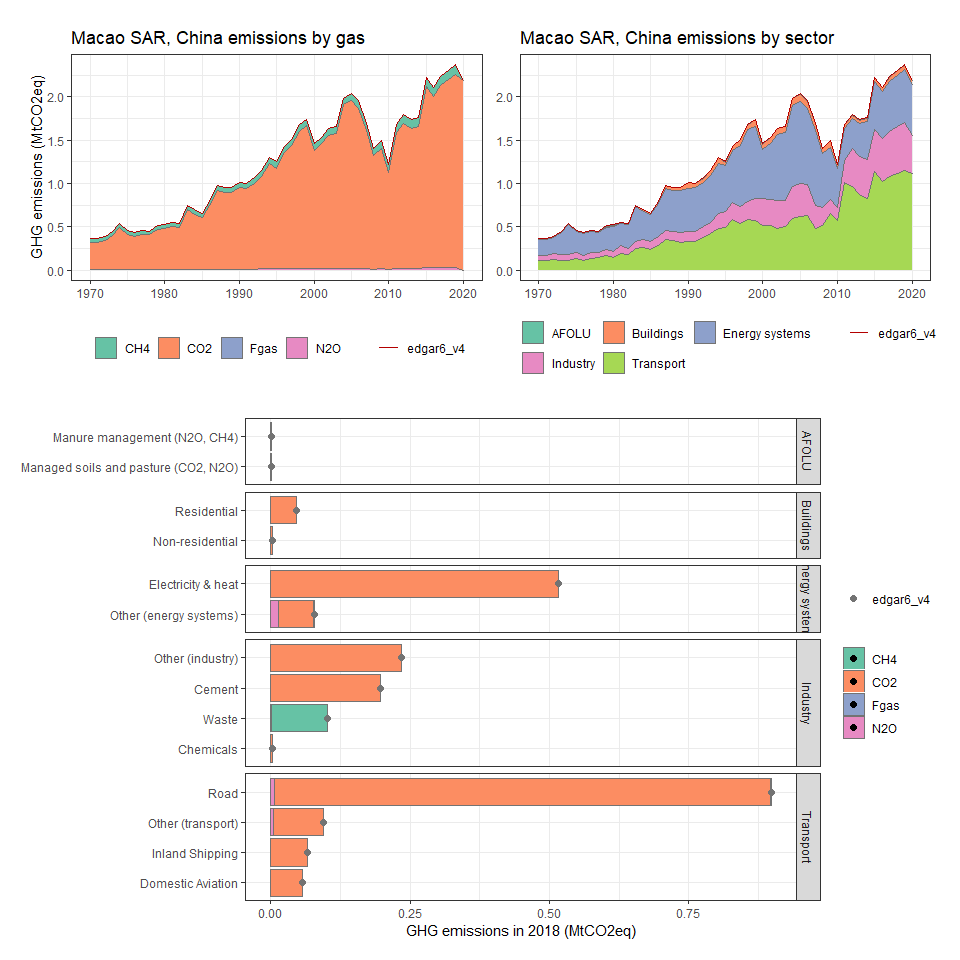 Macao SAR, China emissions by gas
GHG emissions (MtCO2eq)
2.0
1.5
1.0
0.5
0.0
1970 1980 1990 2000 2010 2020
CH4 CO2 Fgas N2O edgar6_v4
Macao SAR, China emissions by sector
2.0
1.5
1.0
0.5
0.0
1970 1980 1990 2000 2010 2020
AFOLU Buildings Energy systems edgar6_v4
Industry Transport
Manure management (N2O, CH4)
Managed soils and pasture (CO2, N2O)
AFOLU
Residential
Non-residential
Buildings
Electricity & heat
Other (energy systems)
nergy system
Other (industry)
Cement
Waste
Chemicals
Industry
Road
Other (transport)
Inland Shipping
Domestic Aviation
Transport
0.00 0.25 0.50 0.75
GHG emissions in 2018 (MtCO2eq)
edgar6_v4
CH4
CO2
Fgas
N2O